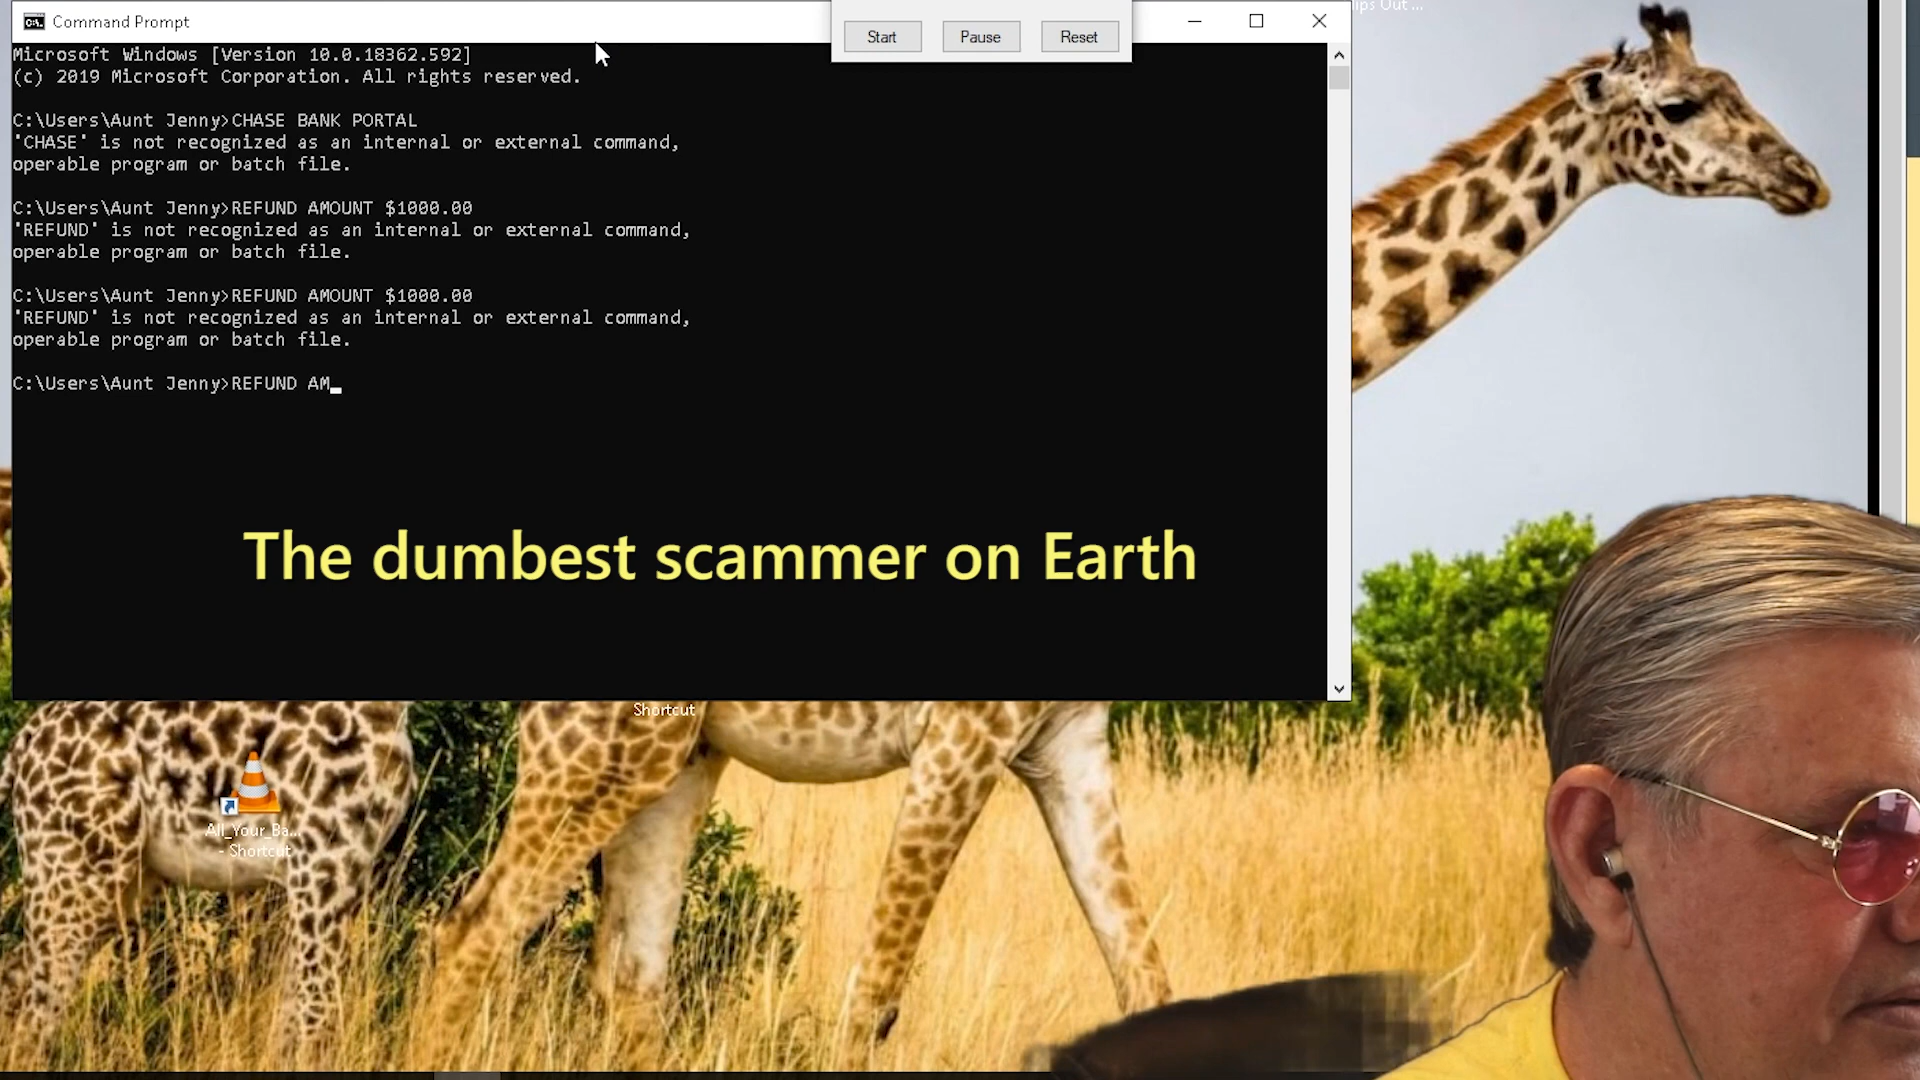 Command Prompt
Start
Pause
Reset
lips Out ...
Microsoft Windows [Version 10.0.18362.592]
(c) 2019 Microsoft Corporation. All rights reserved.
C:\Users\Aunt Jenny>CHASE BANK PORTAL
'CHASE' is not recognized as an internal or external command,
operable program or batch file.
C:\Users\Aunt Jenny>REFUND AMOUNT $1000.00
'REFUND' is not recognized as an internal or external command,
operable program or batch file.
C:\Users\Aunt Jenny>REFUND AMOUNT $1000.00
'REFUND' is not recognized as an internal or external command,
operable program or batch file.
C:\Users\Aunt Jenny>REFUND AM_
The dumbest scammer on Earth
Shortcut
All_Your_Ba...
- Shortcut